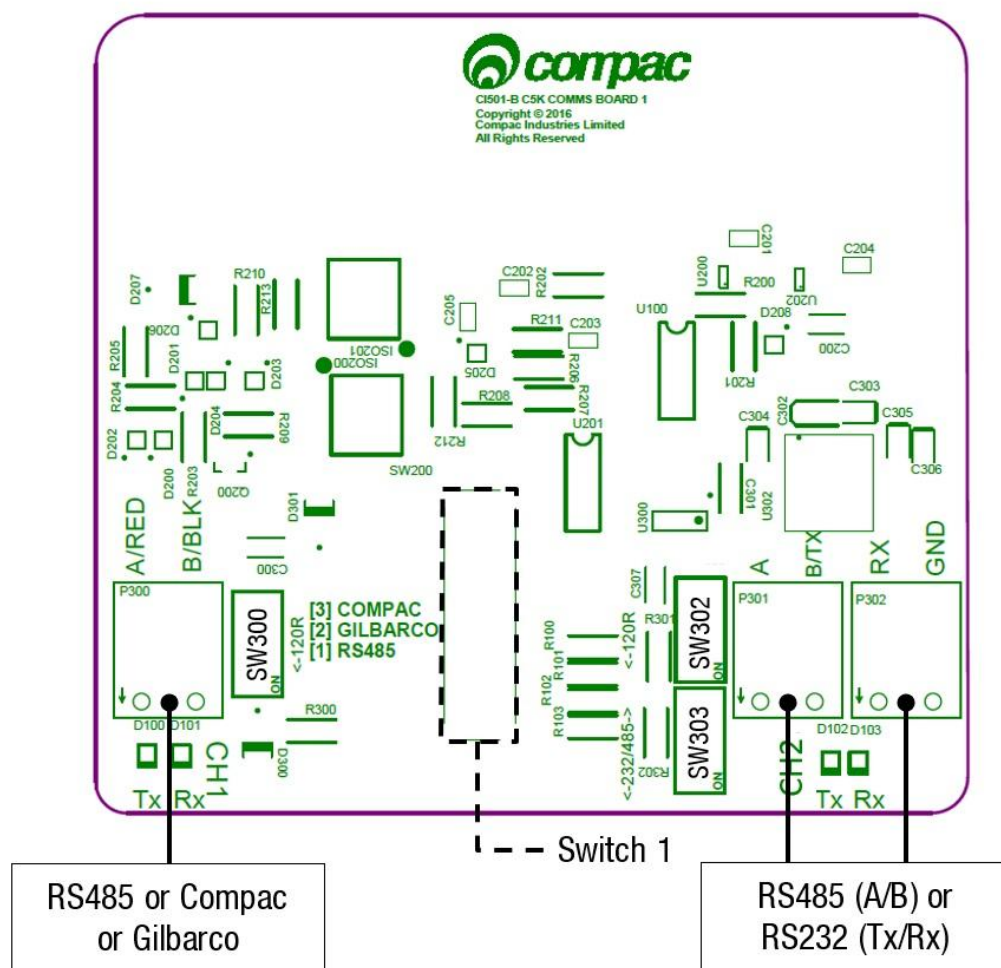 compac
CI501-B C5K COMMS BOARD 1
Copyright © 2016
Compac Industries Limited
All Rights Reserved
C201
C204
D207
R210
R213
C202
R202
U200
R200
U202
C205
U100
D208
D206
R211
C203
C200
R205
D201
D203
ISO201
ISO200
D205
R206
R201
R204
R208
R207
C302
C303
D202
D204
R209
R212
U201
C304
C305
D200
R203
Q200
SW200
C306
D301
C301
U302
U300
A/RED
B/BLK
A
B/TX
RX
GND
C300
P300
SW300
<-120R
ON
[3] COMPAC
[2] GILBARCO
[1] RS485
C307
<-120R
R301
SW302
ON
P301
P302
R100
R101
R102
R103
R300
D100
D101
<-232/485->
R302
SW303
ON
D102
D103
D300
CH1
CH2
Tx Rx
Tx Rx
Switch 1
RS485 or Compac
or Gilbarco
RS485 (A/B) or
RS232 (Tx/Rx)